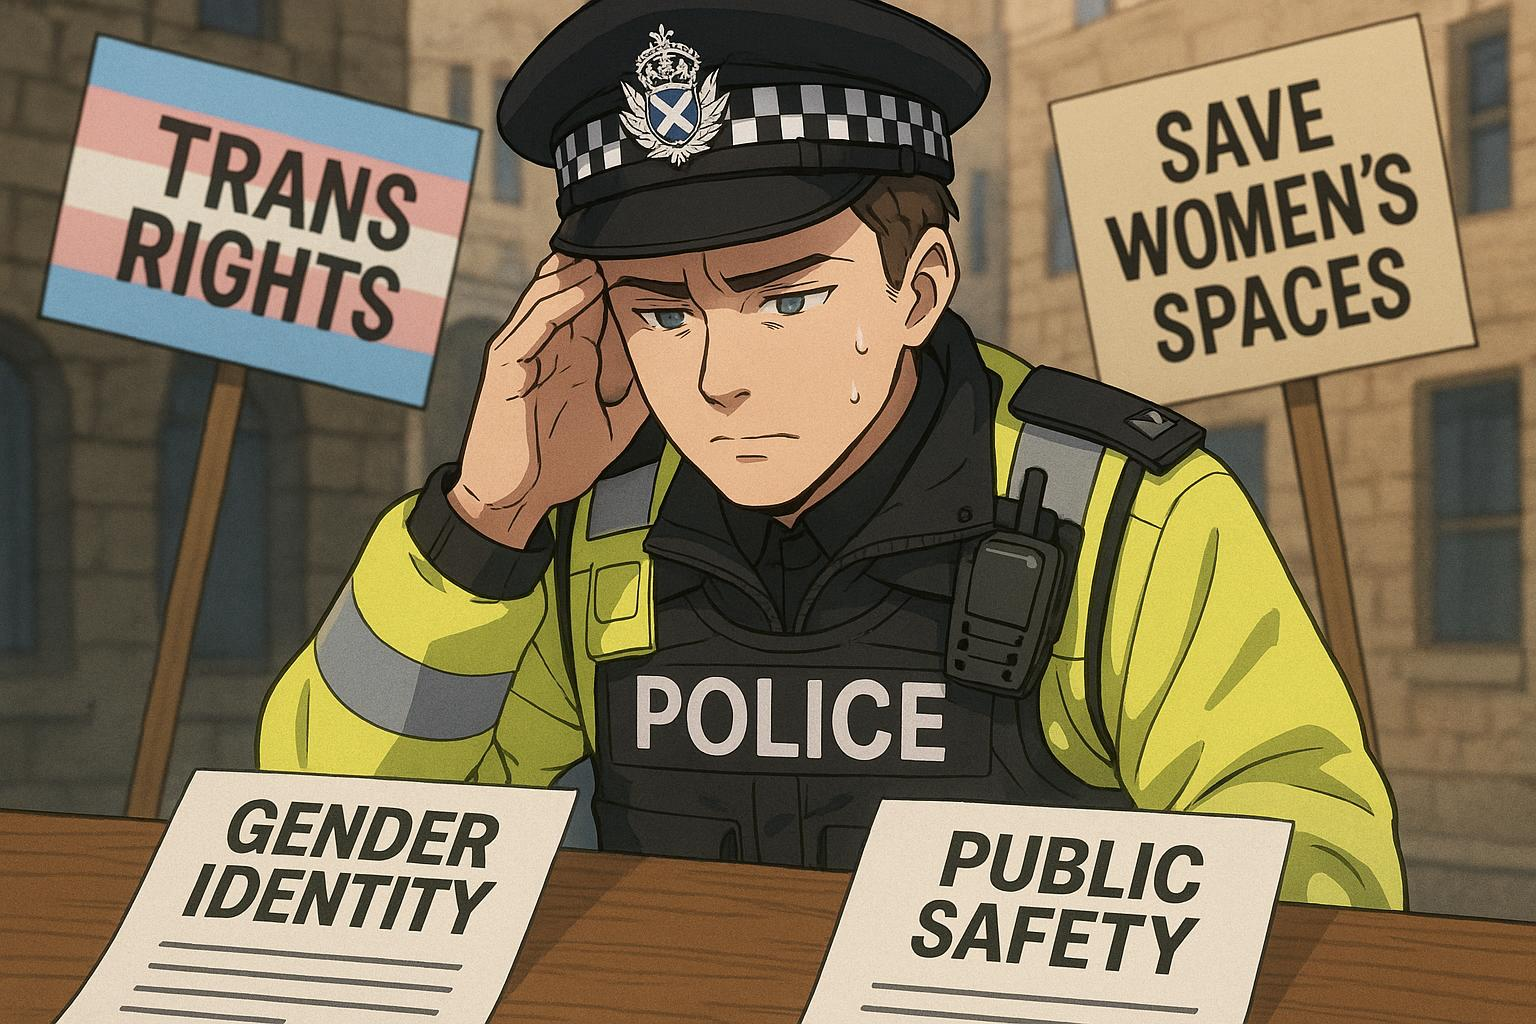 TRANS
RIGHTS
SAVE
WOMEN'S
SPACES
POLICE
GENDER
IDENTITY
PUBLIC
SAFETY